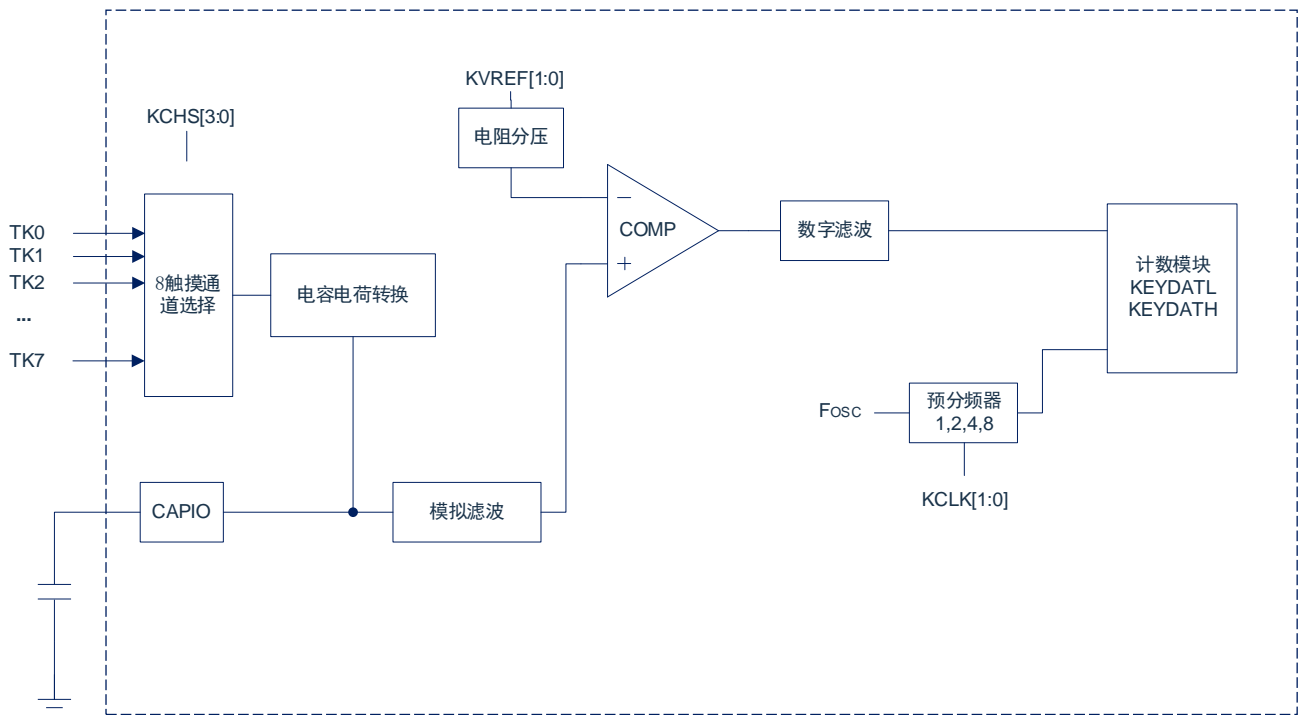 KVREF[1:0]
KCHS[3:0]
电阻分压
TK0
TK1
TK2
...
TK7
8触摸通
道选择
电容电荷转换
−
COMP
+
数字滤波
计数模块
KEYDATL
KEYDATH
Fosc
预分频器
1,2,4,8
KCLK[1:0]
CAPIO
模拟滤波